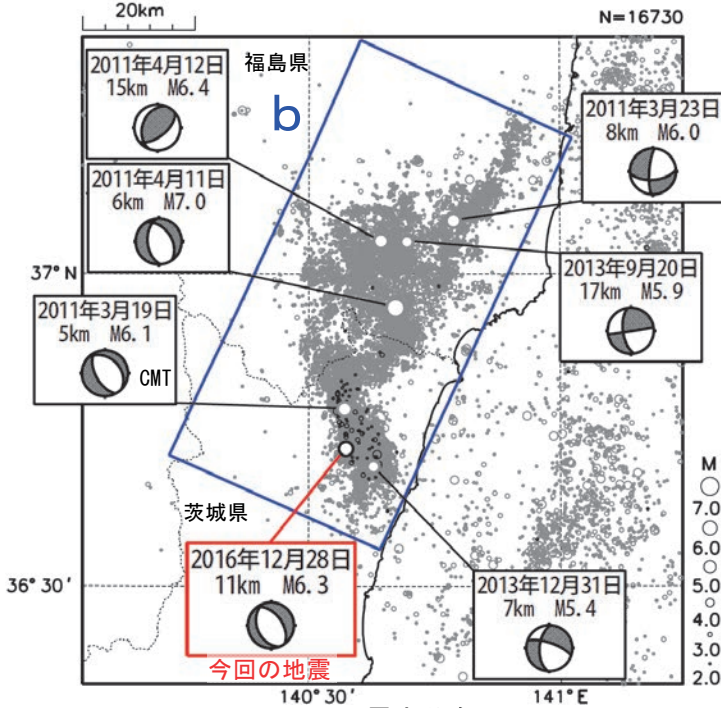 20km
N=16730
2011年4月12日
15km M6.4
福島県
b
2011年3月23日
8km M6.0
2011年4月11日
6km M7.0
37°N
2013年9月20日
17km M5.9
2011年3月19日
5km M6.1
CMT
茨城県
2016年12月28日
11km M6.3
今回の地震
2013年12月31日
7km M5.4
36°30′
M
7.0
6.0
5.0
4.0
3.0
2.0
140°30′
141°E